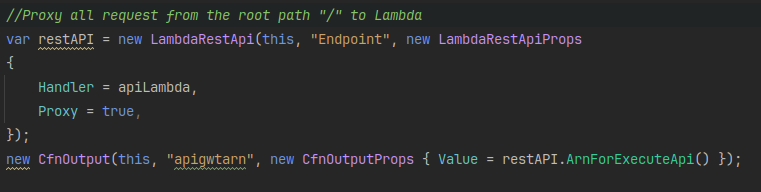 //Proxy all request from the root path "/" to Lambda
var restAPI = new LambdaRestApi(this, "Endpoint", new LambdaRestApiProps
{
    Handler = apiLambda,
    Proxy = true,
});
new CfnOutput(this, "apigwtarn", new CfnOutputProps { Value = restAPI.ArnForExecuteApi() });